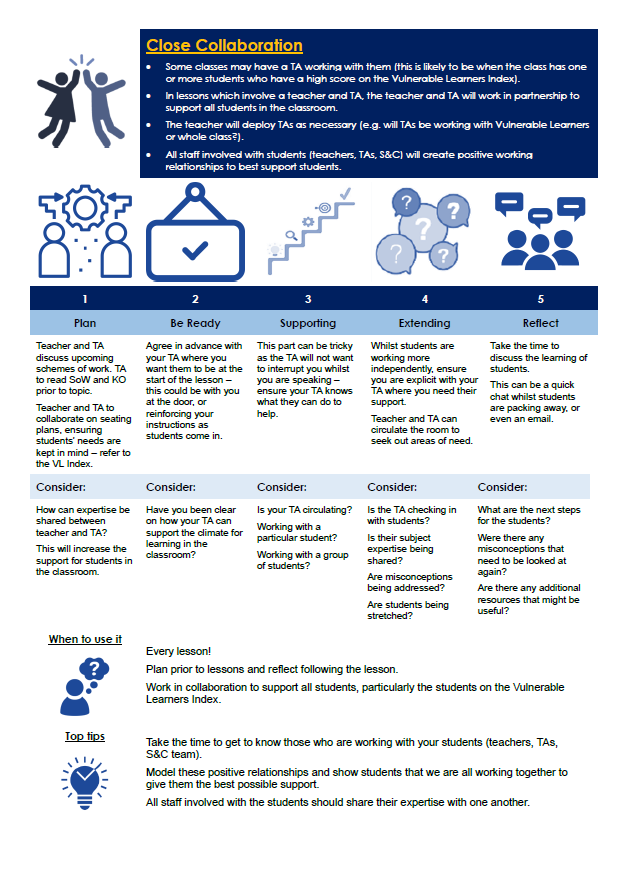 Close Collaboration
• Some classes may have a TA working with them (this is likely to be when the class has one
or more students who have a high score on the Vulnerable Learners Index).
• In lessons which involve a teacher and TA, the teacher and TA will work in partnership to
support all students in the classroom.
• The teacher will deploy TAs as necessary (e.g. will TAs be working with Vulnerable Learners
or whole class?).
• All staff involved with students (teachers, TAs, S&C) will create positive working
relationships to best support students.
? ? ? ? ?
1
2
3
4
5
Plan
Be Ready
Supporting
Extending
Reflect
Teacher and TA
discuss upcoming
schemes of work. TA
to read SoW and KO
prior to topic.
Teacher and TA to
collaborate on seating
plans, ensuring
students' needs are
kept in mind – refer to
the VL Index.
Agree in advance with
your TA where you
want them to be at the
start of the lesson –
this could be with you
at the door, or
reinforcing your
instructions as
students come in.
This part can be tricky
as the TA will not want
to interrupt you whilst
you are speaking –
ensure your TA knows
what they can do to
help.
Whilst students are
working more
independently, ensure
you are explicit with your
TA where you need their
support.
Teacher and TA can
circulate the room to
seek out areas of need.
Take the time to
discuss the learning of
students.
This can be a quick
chat whilst students
are packing away, or
even an email.
Consider:
Consider:
Consider:
Consider:
Consider:
How can expertise be
shared between
teacher and TA?
This will increase the
support for students in
the classroom.
Have you been clear
on how your TA can
support the climate for
learning in the
classroom?
Is your TA circulating?
Working with a
particular student?
Working with a group
of students?
Is the TA checking in
with students?
Is their subject
expertise being
shared?
Are misconceptions
being addressed?
Are students being
stretched?
What are the next steps
for the students?
Were there any
misconceptions that
need to be looked at
again?
Are there any additional
resources that might be
useful?
When to use it
?
Every lesson!
Plan prior to lessons and reflect following the lesson.
Work in collaboration to support all students, particularly the students on the Vulnerable
Learners Index.
Top tips
Take the time to get to know those who are working with your students (teachers, TAs,
S&C team).
Model these positive relationships and show students that we are all working together to
give them the best possible support.
All staff involved with the students should share their expertise with one another.